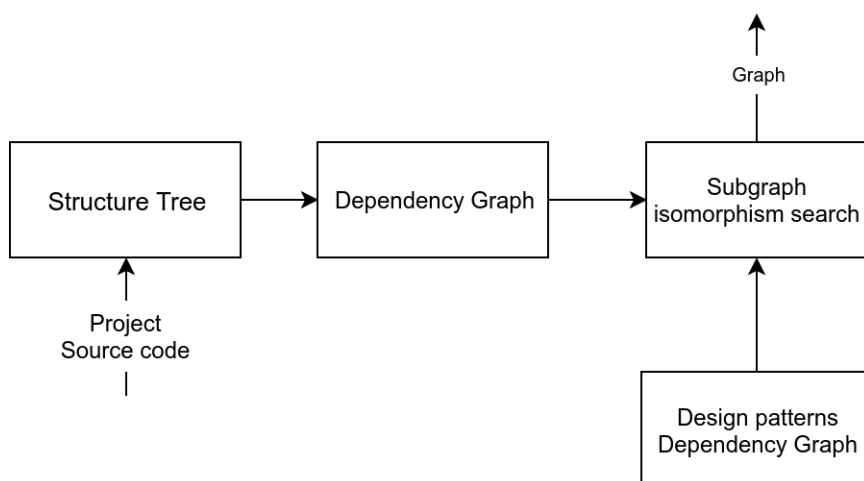 Graph
Structure Tree
Dependency Graph
Subgraph
isomorphism search
Project
Source code
Design patterns
Dependency Graph